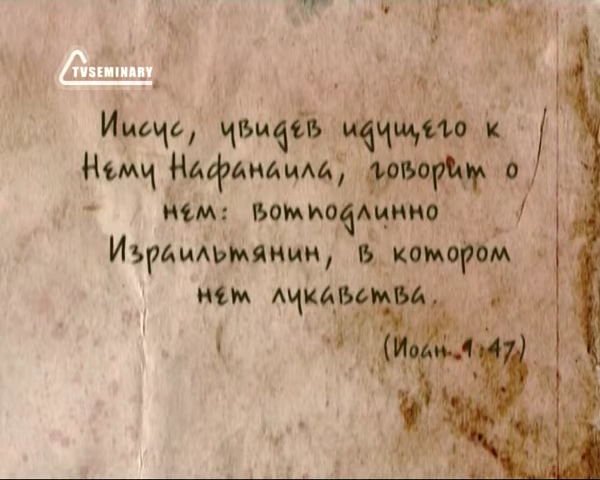 TVSEMINARY
Иисус, увидев идущего к
Нему Нафанаила, говорит о
нем: вотподлинно
Израильтянин, в котором
нет лукавства.
(Иоан. 1:47)